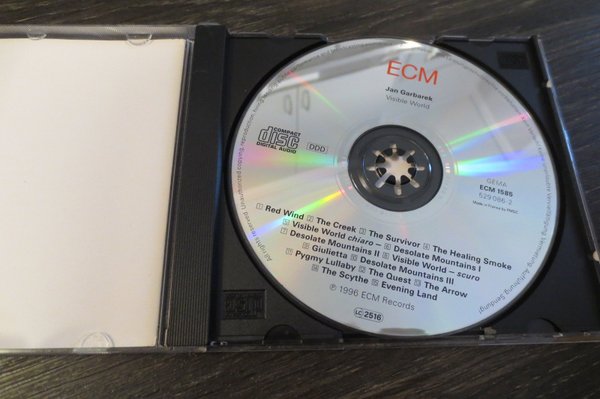 ECM
Jan Garbarek
Visible World
COMPACT
disc
DIGITAL AUDIO
DDD
GEMA
ECM 1585
529 086-2
Made in France by PMDC
1 Red Wind 2 The Creek 3 The Survivor 4 The Healing Smoke
5 Visible World chiaro – 6 Desolate Mountains I
7 Desolate Mountains II 8 Visible World – scuro
9 Giulietta 10 Desolate Mountains III
11 Pygmy Lullaby 12 The Quest 13 The Arrow
14 The Scythe 15 Evening Land
℗ 1996 ECM Records
LC 2516
All rights reserved